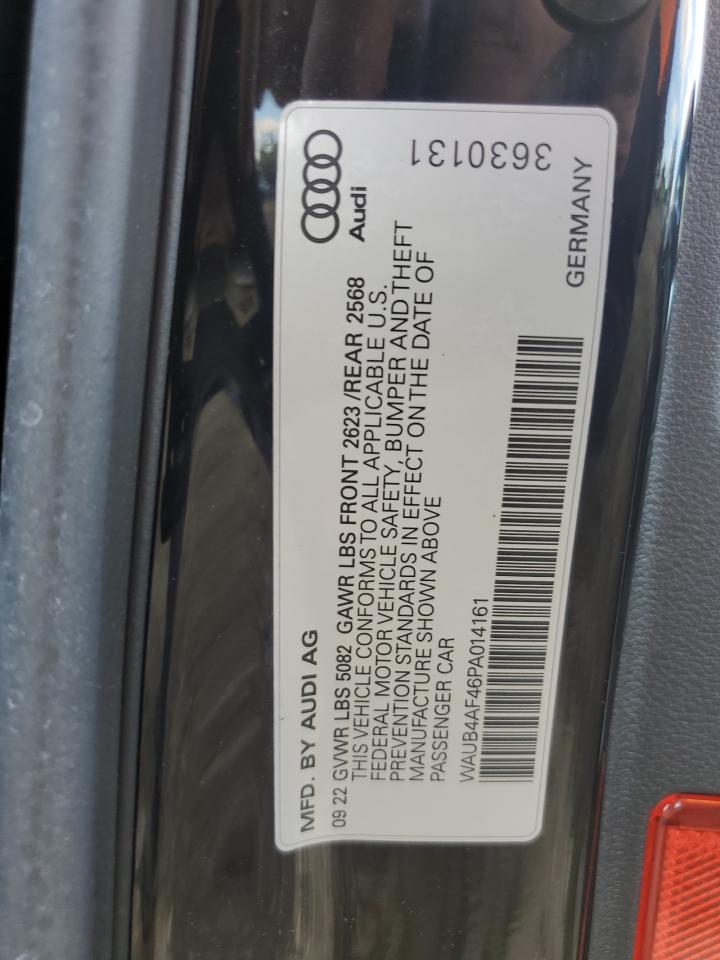 MFD. BY AUDI AG
Audi
09 22 GVWR LBS 5082 GAWR LBS FRONT 2623 /REAR 2568
THIS VEHICLE CONFORMS TO ALL APPLICABLE U.S.
FEDERAL MOTOR VEHICLE SAFETY, BUMPER AND THEFT
PREVENTION STANDARDS IN EFFECT ON THE DATE OF
MANUFACTURE SHOWN ABOVE
PASSENGER CAR
WAUB4AF46PA014161
GERMANY
3630131